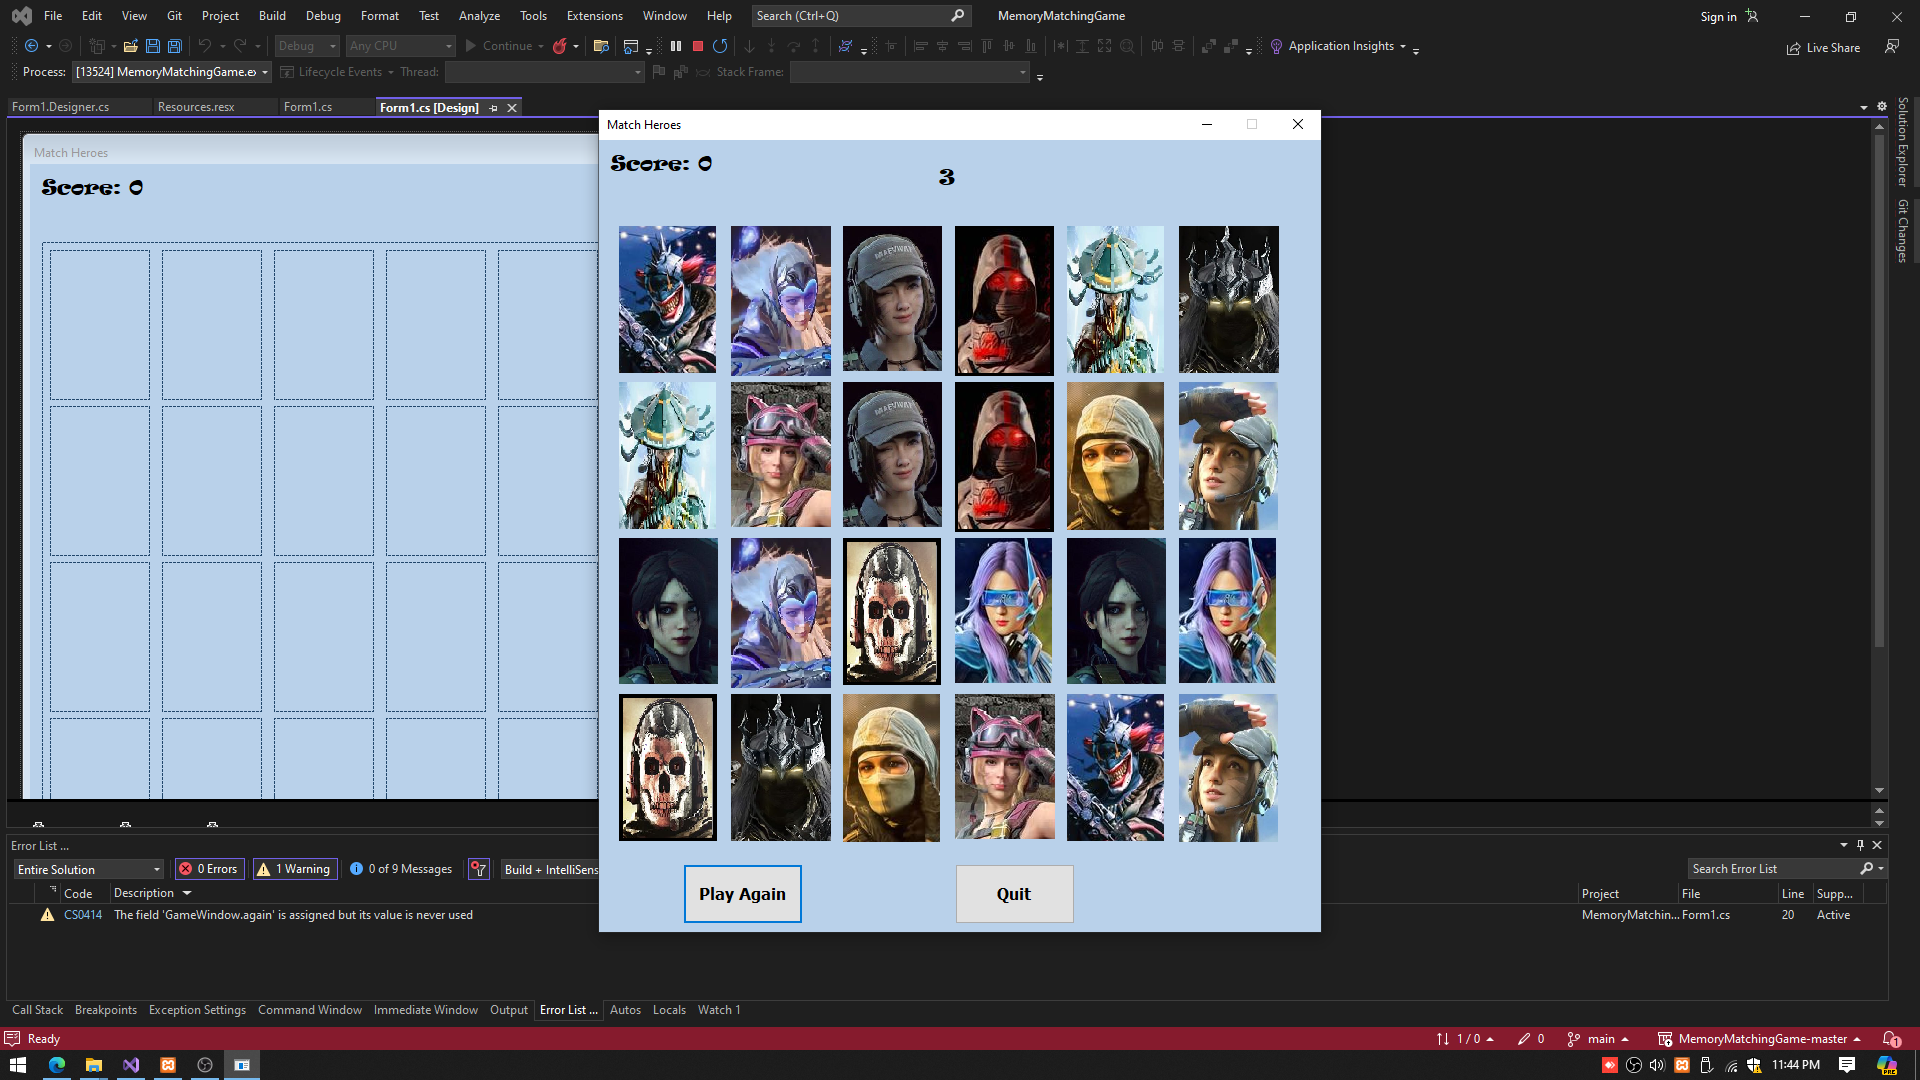 File Edit View Git Project Build Debug Format Test Analyze Tools Extensions Window Help Search (Ctrl+Q) MemoryMatchingGame Sign in
Debug Any CPU Continue Application Insights Live Share
Process: [13524] MemoryMatchingGame.ex Lifecycle Events Thread: Stack Frame:
Form1.Designer.cs Resources.resx Form1.cs Form1.cs [Design]
Match Heroes
Score: 0
Match Heroes
Score: 0
3
Play Again Quit
Solution Explorer
Git Changes
Error List ...
Entire Solution 0 Errors 1 Warning 0 of 9 Messages Build + IntelliSens Search Error List
Code Description Project File Line Supp...
CS0414 The field 'GameWindow.again' is assigned but its value is never used MemoryMatchin... Form1.cs 20 Active
Call Stack Breakpoints Exception Settings Command Window Immediate Window Output Error List ... Autos Locals Watch 1
Ready 1 / 0 0 main MemoryMatchingGame-master 1
11:44 PM